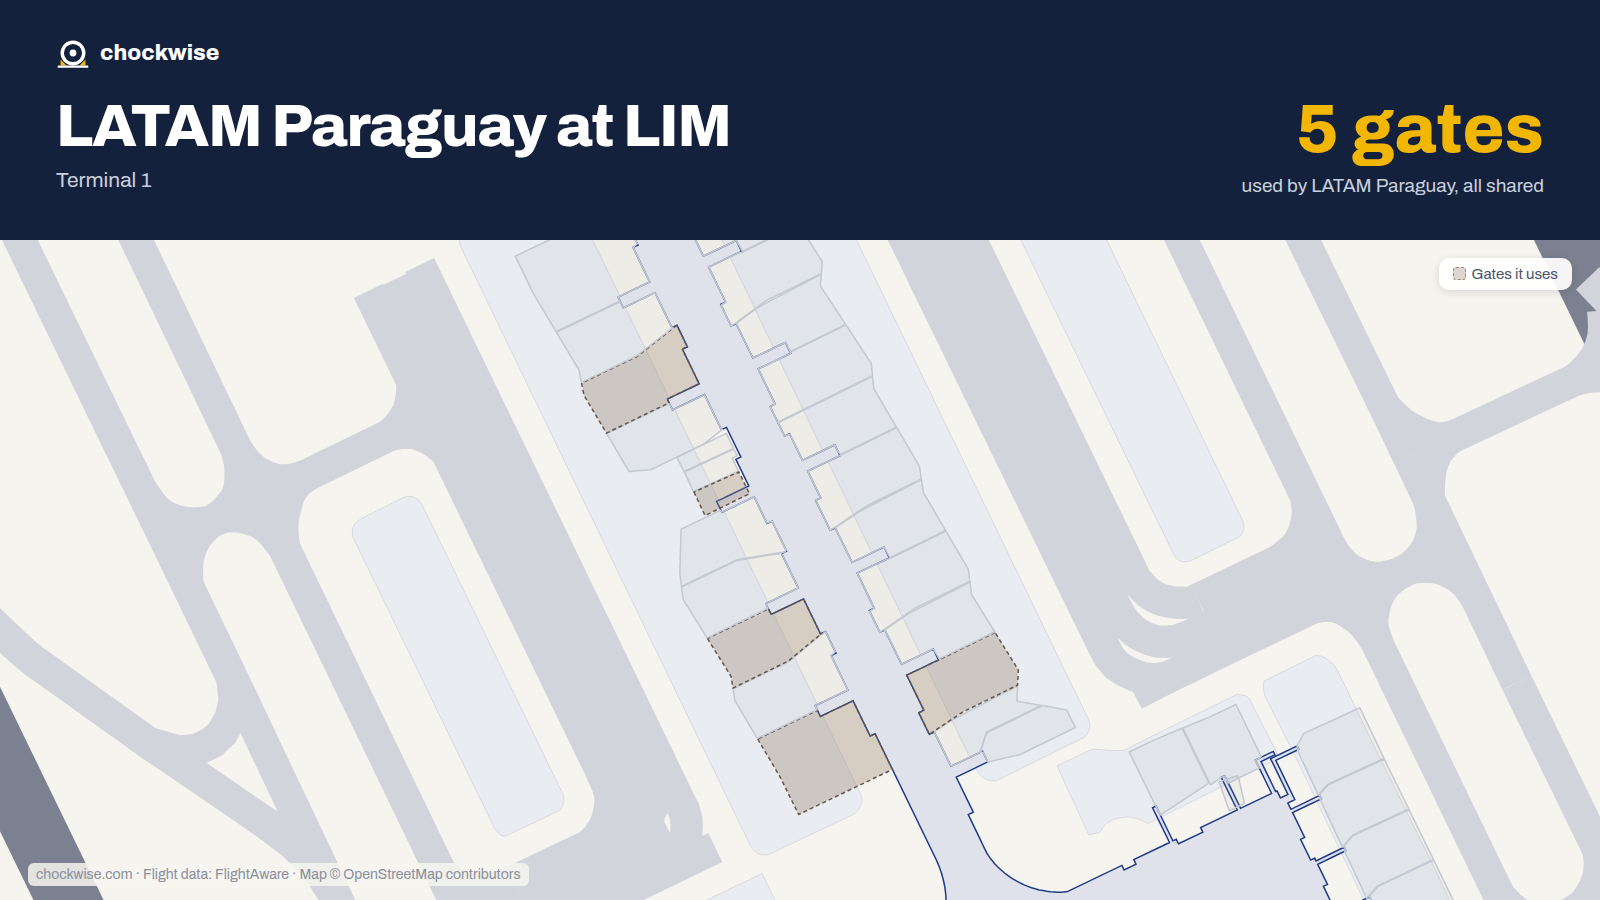 chockwise
LATAM Paraguay at LIM
Terminal 1
5 gates
used by LATAM Paraguay, all shared
Gates it uses
chockwise.com · Flight data: FlightAware · Map © OpenStreetMap contributors